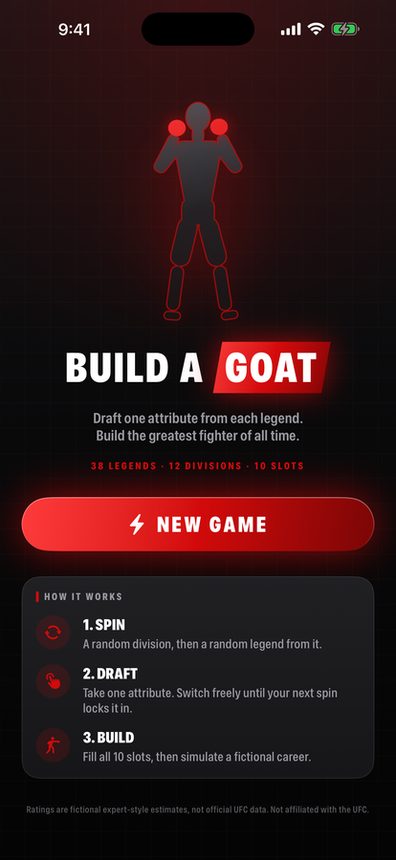 9:41
BUILD A GOAT
Draft one attribute from each legend.
Build the greatest fighter of all time.
38 LEGENDS · 12 DIVISIONS · 10 SLOTS
NEW GAME
HOW IT WORKS
1. SPIN
A random division, then a random legend from it.
2. DRAFT
Take one attribute. Switch freely until your next spin
locks it in.
3. BUILD
Fill all 10 slots, then simulate a fictional career.
Ratings are fictional expert-style estimates, not official UFC data. Not affiliated with the UFC.